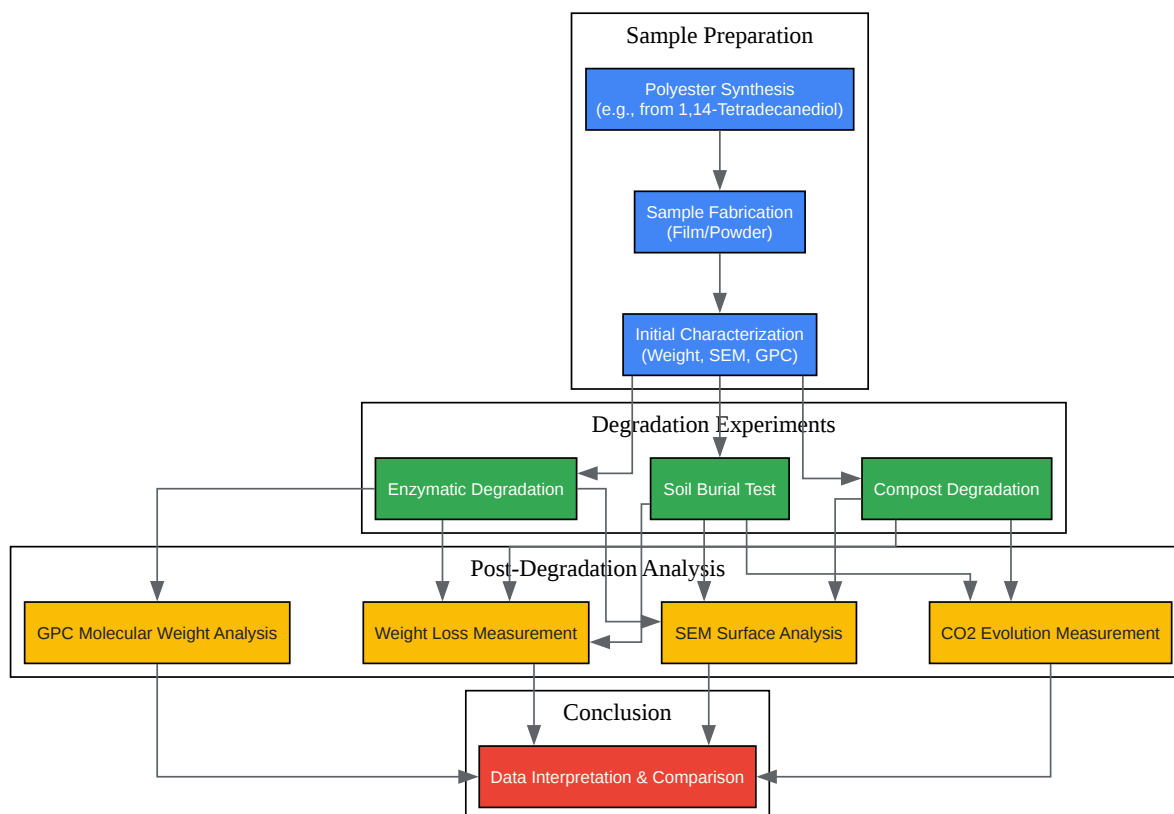 Sample Preparation
Polyester Synthesis
(e.g., from 1,14-Tetradecanediol)
Sample Fabrication
(Film/Powder)
Initial Characterization
(Weight, SEM, GPC)
Degradation Experiments
Enzymatic Degradation
Soil Burial Test
Compost Degradation
Post-Degradation Analysis
GPC Molecular Weight Analysis
Weight Loss Measurement
SEM Surface Analysis
CO2 Evolution Measurement
Conclusion
Data Interpretation & Comparison